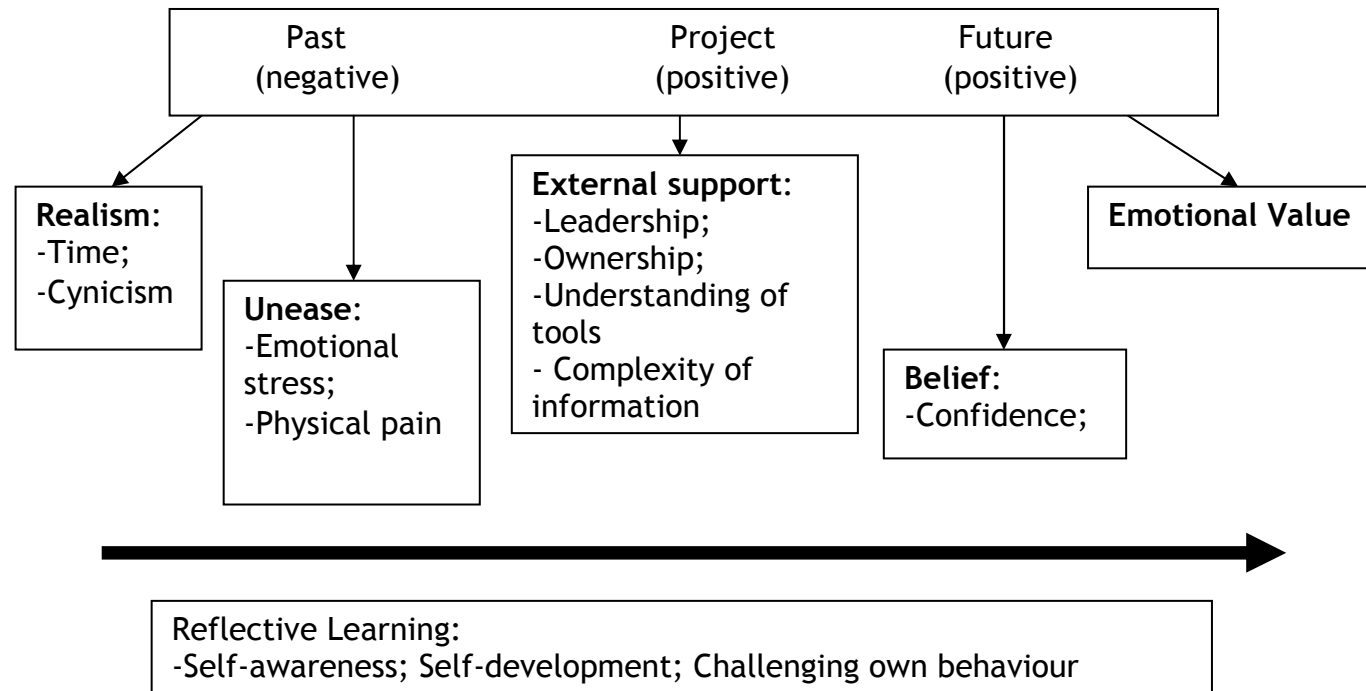 Past Project Future
(negative) (positive) (positive)
Realism:
-Time;
-Cynicism
Unease:
-Emotional
stress;
-Physical pain
External support:
-Leadership;
-Ownership;
-Understanding of
tools
- Complexity of
information
Belief:
-Confidence;
Emotional Value
Reflective Learning:
-Self-awareness; Self-development; Challenging own behaviour